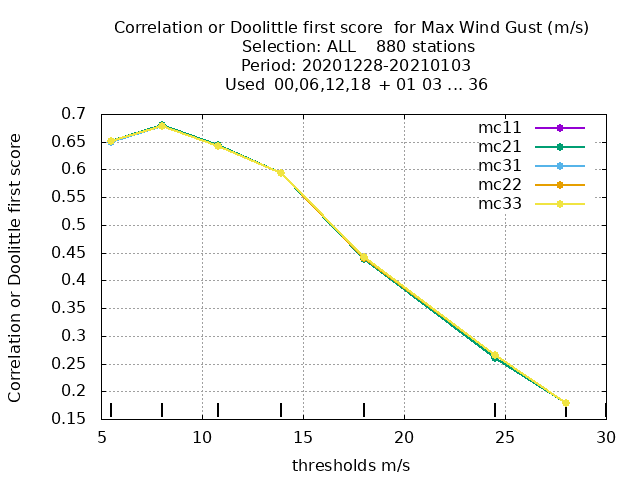 Correlation or Doolittle first score  for Max Wind Gust (m/s)
Selection: ALL    880 stations
Period: 20201228-20210103
Used  00,06,12,18 + 01 03 ... 36
Correlation or Doolittle first score
0.7
0.65
0.6
0.55
0.5
0.45
0.4
0.35
0.3
0.25
0.2
0.15
mc11
mc21
mc31
mc22
mc33
5 10 15 20 25 30
thresholds m/s